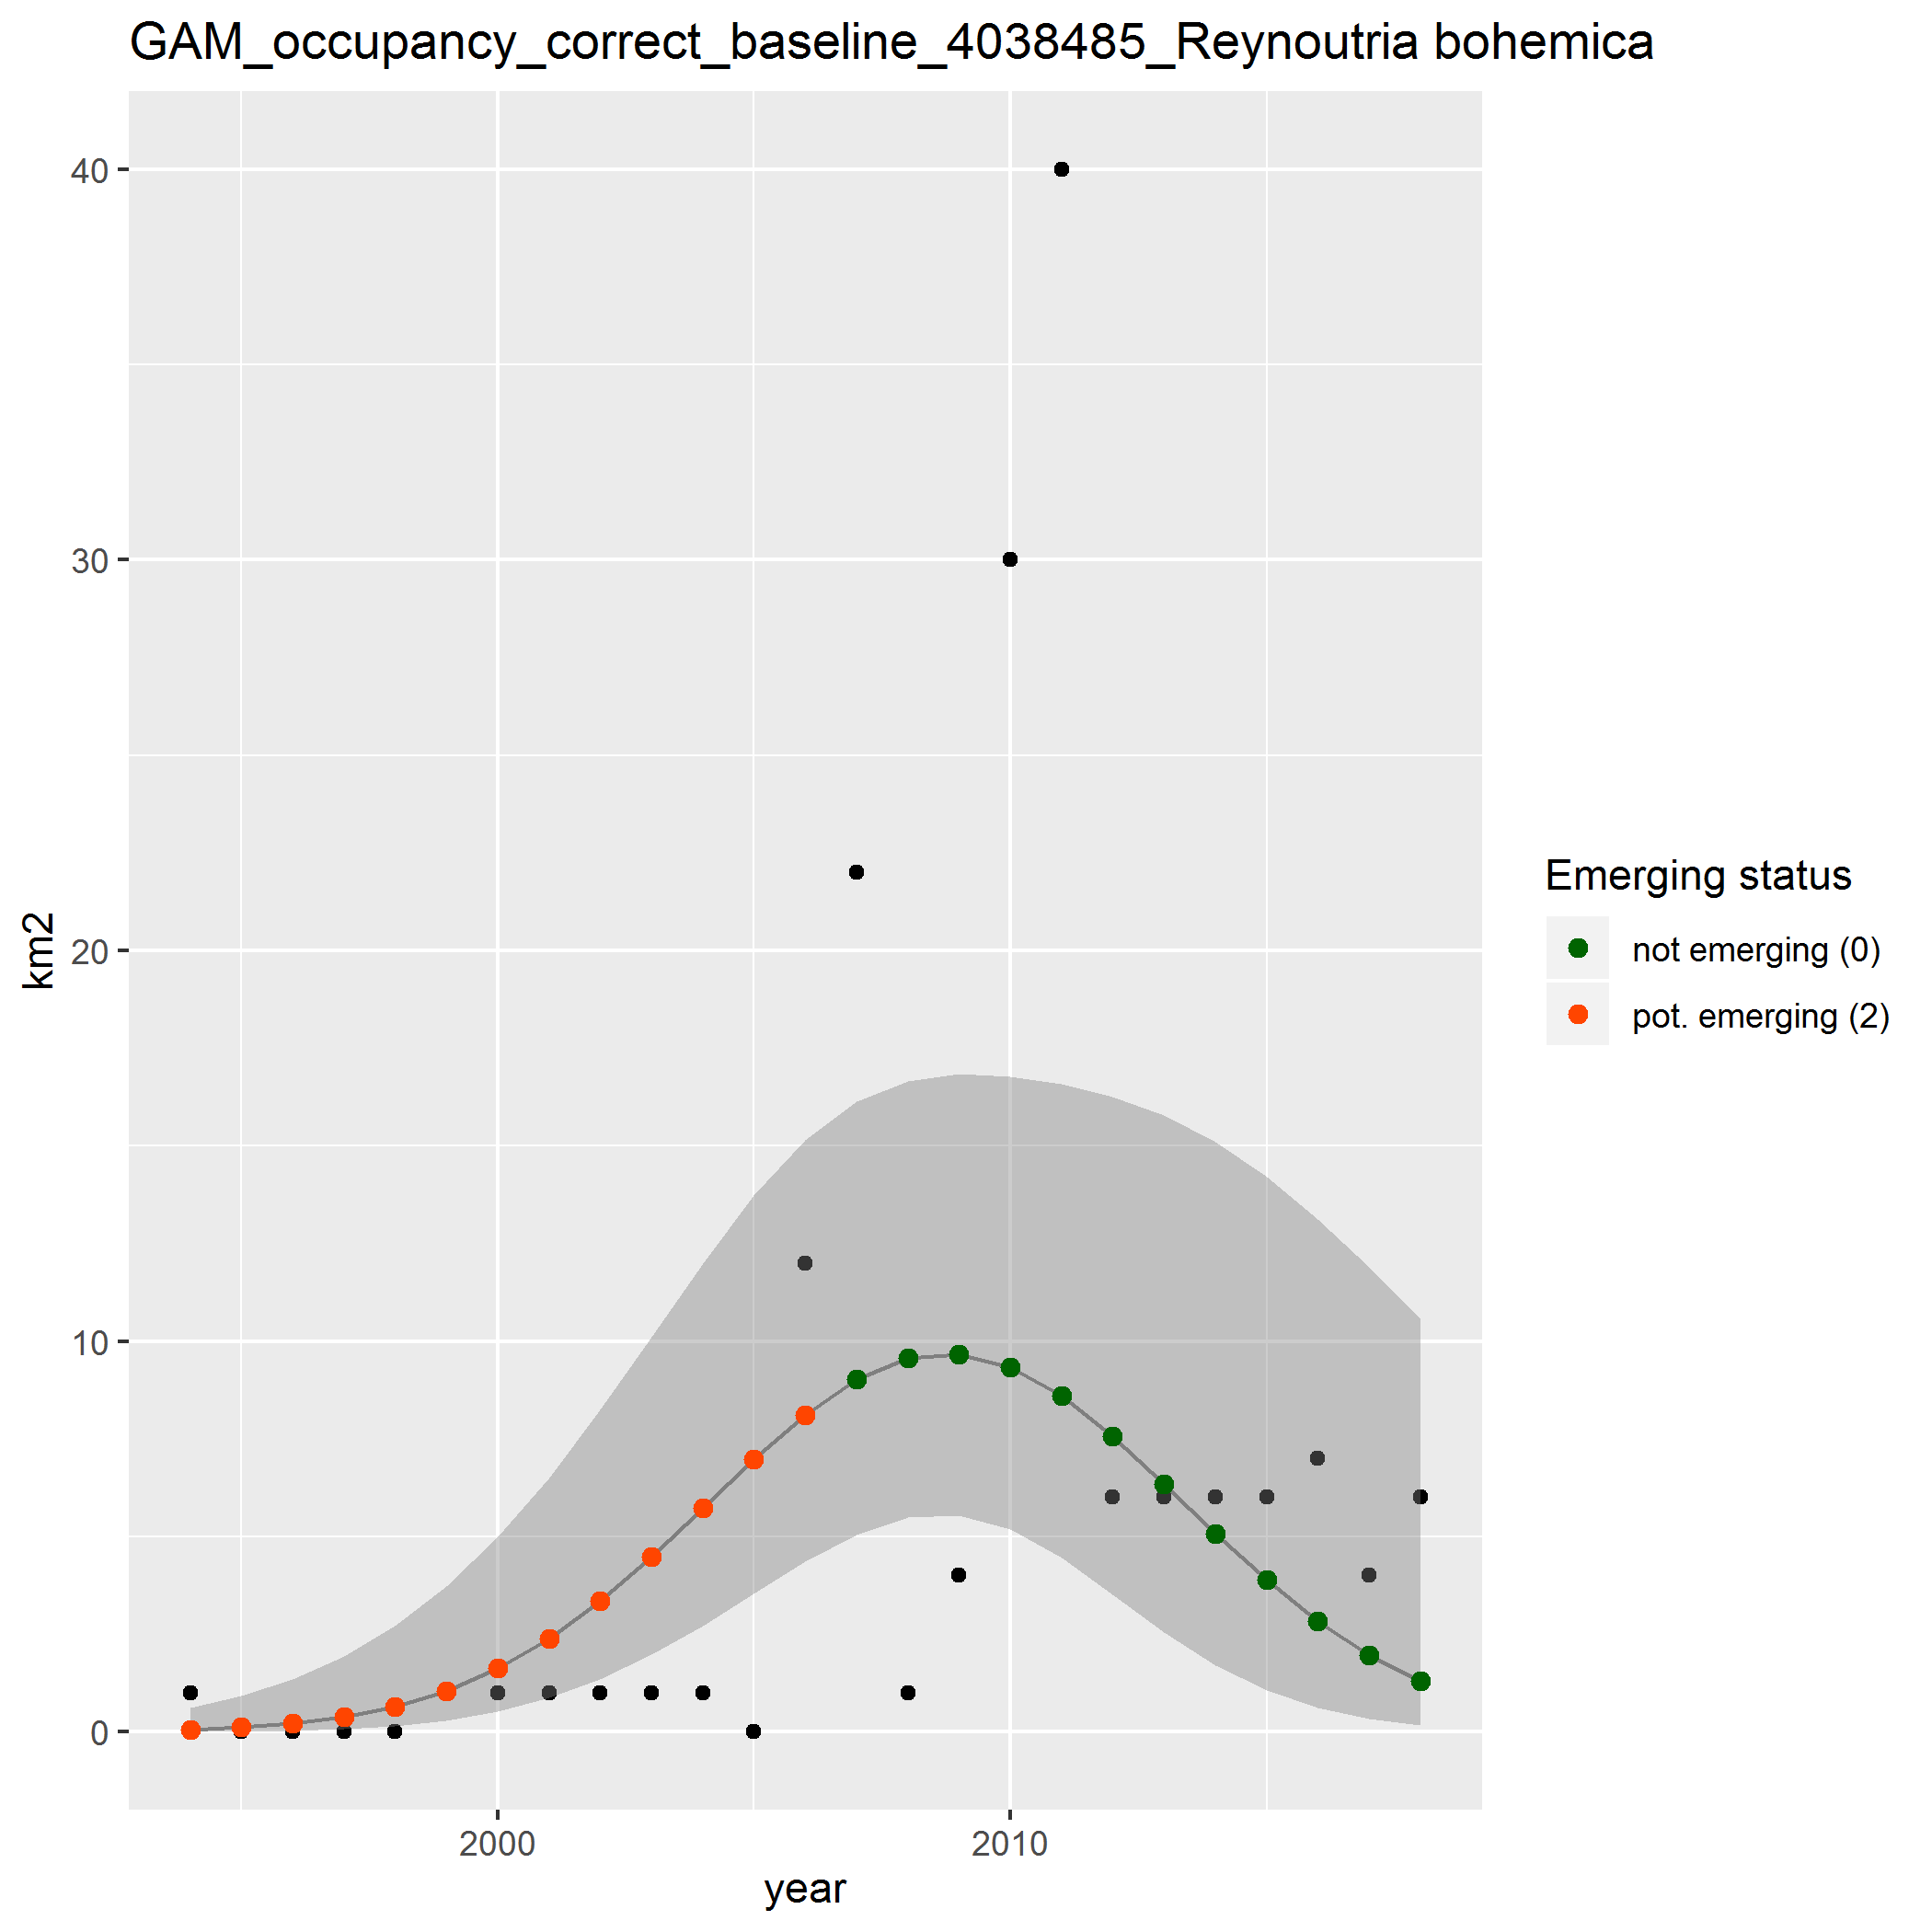 GAM_occupancy_correct_baseline_4038485_Reynoutria bohemica
40
30
20
10
0
km2
2000
2010
year
Emerging status
not emerging (0)
pot. emerging (2)